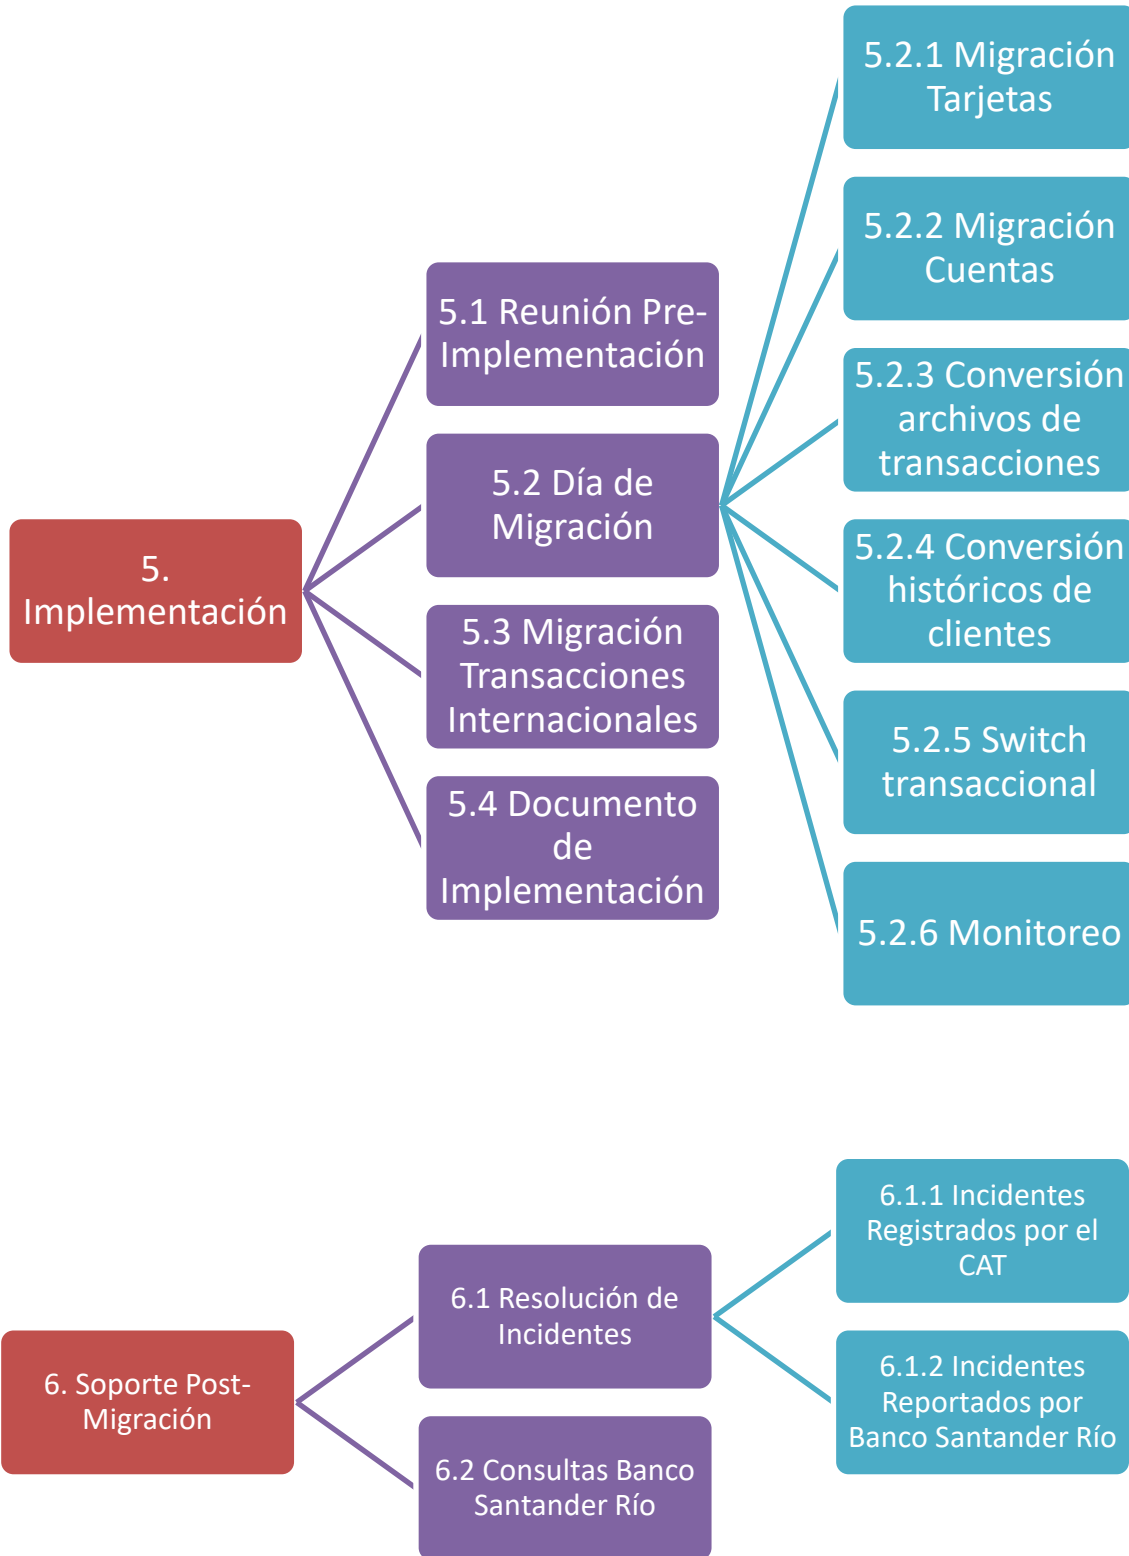 5.
Implementación
5.1 Reunión Pre-
Implementación
5.2 Día de
Migración
5.3 Migración
Transacciones
Internacionales
5.4 Documento
de
Implementación
5.2.1 Migración
Tarjetas
5.2.2 Migración
Cuentas
5.2.3 Conversión
archivos de
transacciones
5.2.4 Conversión
históricos de
clientes
5.2.5 Switch
transaccional
5.2.6 Monitoreo
6. Soporte Post-
Migración
6.1 Resolución de
Incidentes
6.2 Consultas Banco
Santander Río
6.1.1 Incidentes
Registrados por el
CAT
6.1.2 Incidentes
Reportados por
Banco Santander Río